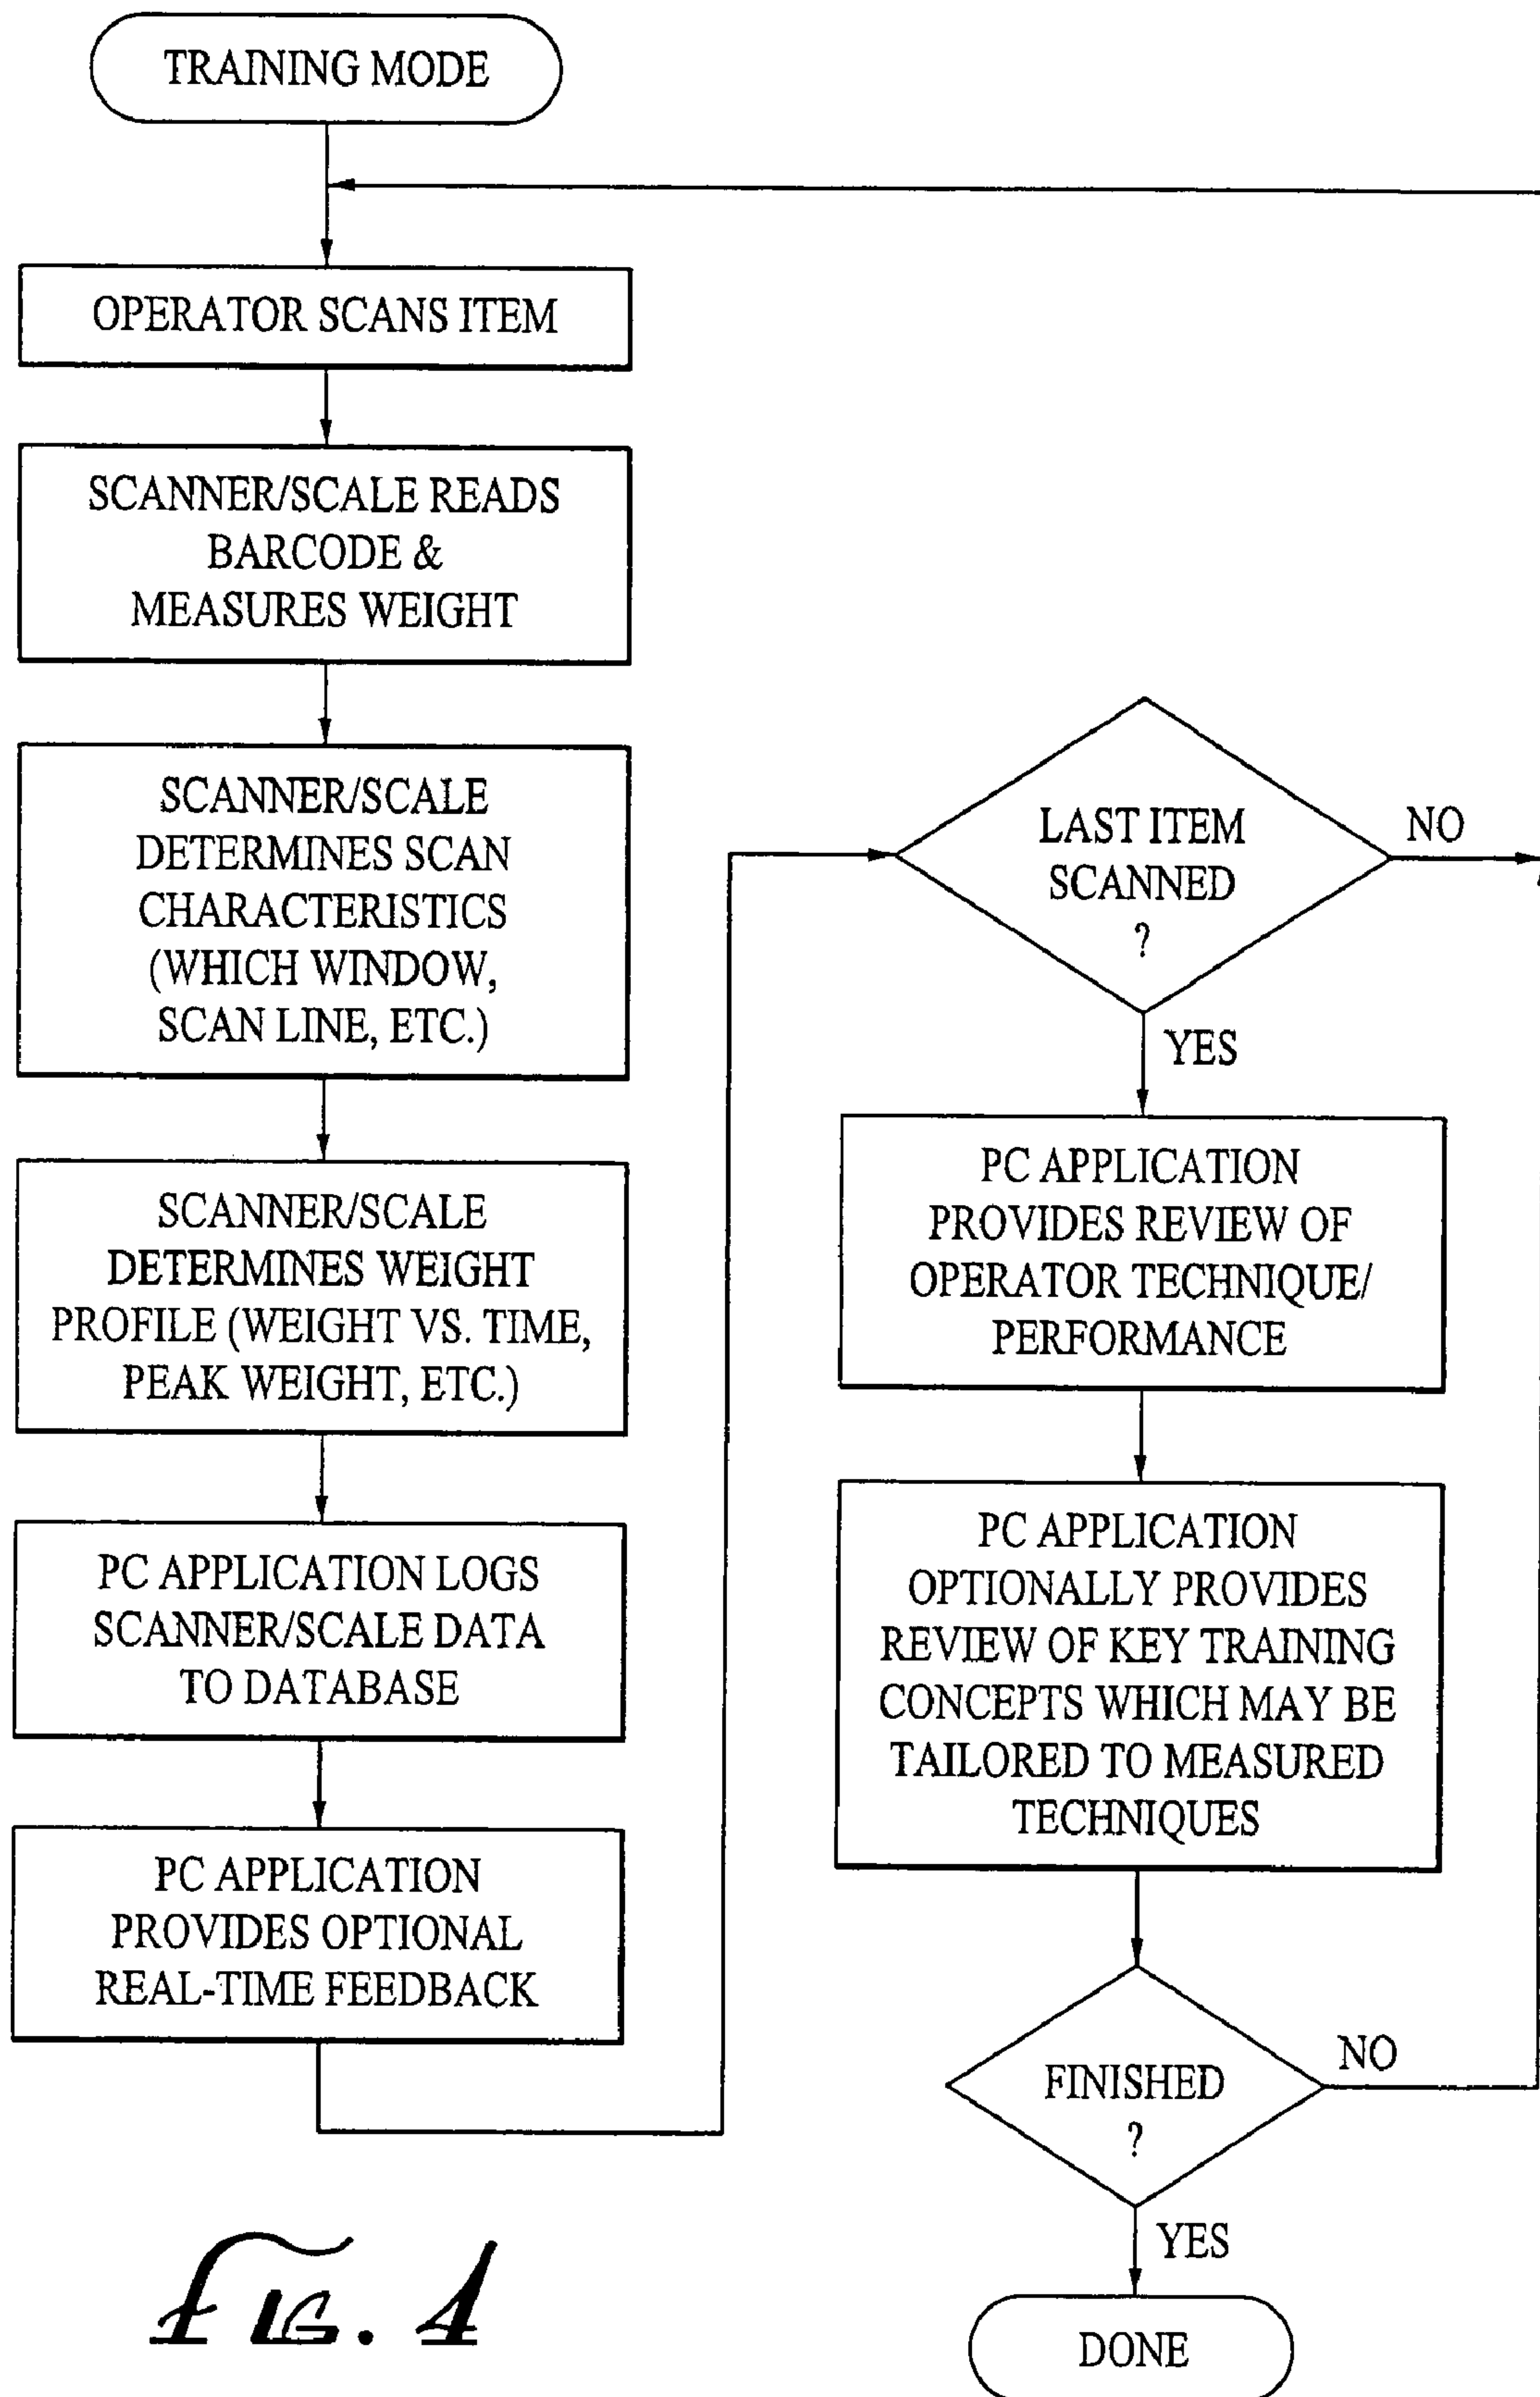 TRAINING MODE
OPERATOR SCANS ITEM
SCANNER/SCALE READS
BARCODE &
MEASURES WEIGHT
SCANNER/SCALE
DETERMINES SCAN
CHARACTERISTICS
(WHICH WINDOW,
SCAN LINE, ETC.)
SCANNER/SCALE
DETERMINES WEIGHT
PROFILE (WEIGHT VS. TIME,
PEAK WEIGHT, ETC.)
PC APPLICATION LOGS
SCANNER/SCALE DATA
TO DATABASE
PC APPLICATION
PROVIDES OPTIONAL
REAL-TIME FEEDBACK
LAST ITEM
SCANNED
?
NO
YES
PC APPLICATION
PROVIDES REVIEW OF
OPERATOR TECHNIQUE/
PERFORMANCE
PC APPLICATION
OPTIONALLY PROVIDES
REVIEW OF KEY TRAINING
CONCEPTS WHICH MAY BE
TAILORED TO MEASURED
TECHNIQUES
FINISHED
?
NO
YES
DONE
FIG. 4